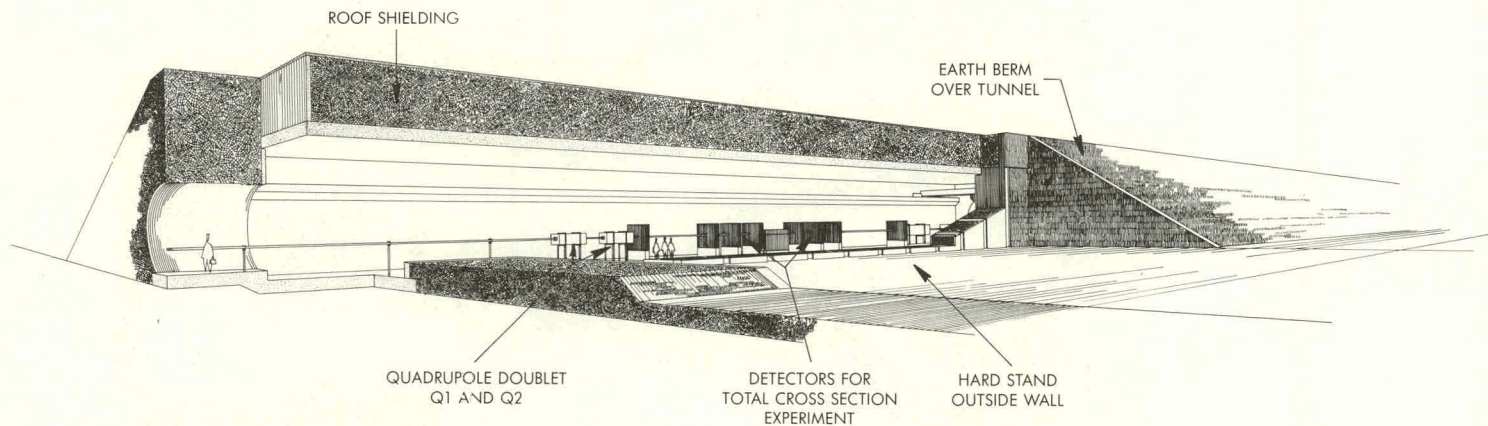 ROOF SHIELDING
EARTH BERM
OVER TUNNEL
QUADRUPOLE DOUBLET
Q1 AND Q2
DETECTORS FOR
TOTAL CROSS SECTION
EXPERIMENT
HARD STAND
OUTSIDE WALL